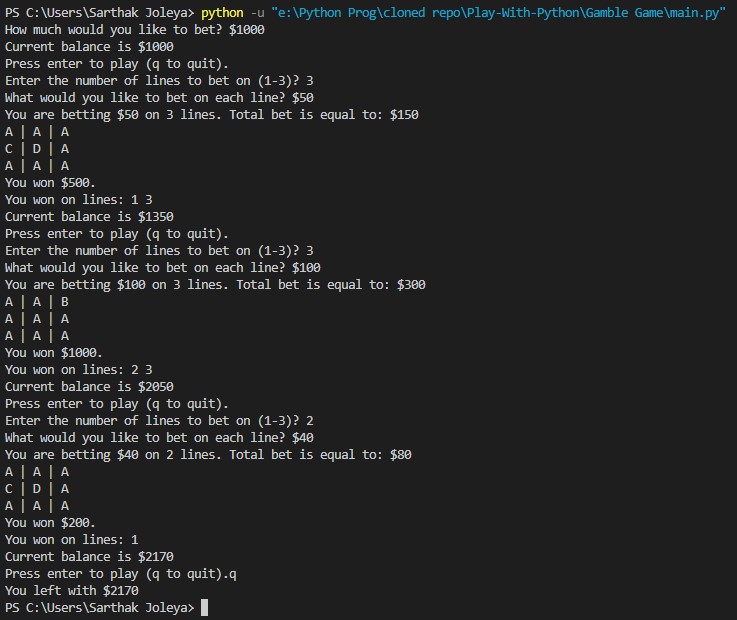 PS C:\Users\Sarthak Joleya> python -u "e:\Python Prog\cloned repo\Play-With-Python\Gamble Game\main.py"
How much would you like to bet? $1000
Current balance is $1000
Press enter to play (q to quit).
Enter the number of lines to bet on (1-3)? 3
What would you like to bet on each line? $50
You are betting $50 on 3 lines. Total bet is equal to: $150
A | A | A
C | D | A
A | A | A
You won $500.
You won on lines: 1 3
Current balance is $1350
Press enter to play (q to quit).
Enter the number of lines to bet on (1-3)? 3
What would you like to bet on each line? $100
You are betting $100 on 3 lines. Total bet is equal to: $300
A | A | B
A | A | A
A | A | A
You won $1000.
You won on lines: 2 3
Current balance is $2050
Press enter to play (q to quit).
Enter the number of lines to bet on (1-3)? 2
What would you like to bet on each line? $40
You are betting $40 on 2 lines. Total bet is equal to: $80
A | A | A
C | D | A
A | A | A
You won $200.
You won on lines: 1
Current balance is $2170
Press enter to play (q to quit).q
You left with $2170
PS C:\Users\Sarthak Joleya>